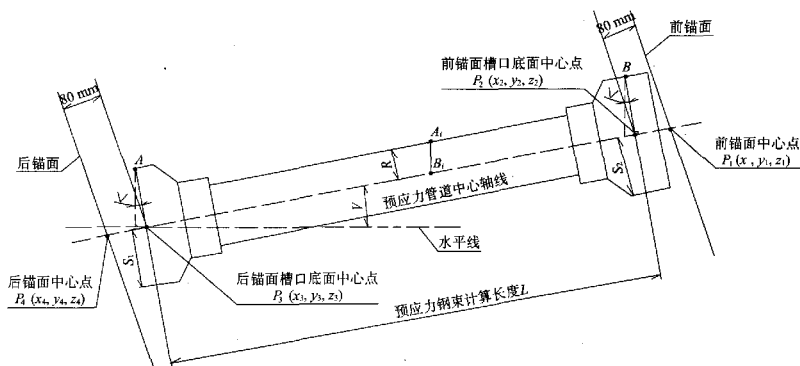 80 mm
前锚面
前锚面槽口底面中心点
P₂ (x₂, y₂, z₂)
B
V
80 mm
后锚面
A
V
Aᵢ
R
Bᵢ
前锚面中心点
P₁(x , y₁, z₁)
S₂
预应力管道中心轴线
V
水平线
S₁
后锚面中心点
P₄ (x₄, y₄, z₄)
后锚面槽口底面中心点
P₃ (x₃, y₃, z₃)
预应力钢束计算长度L